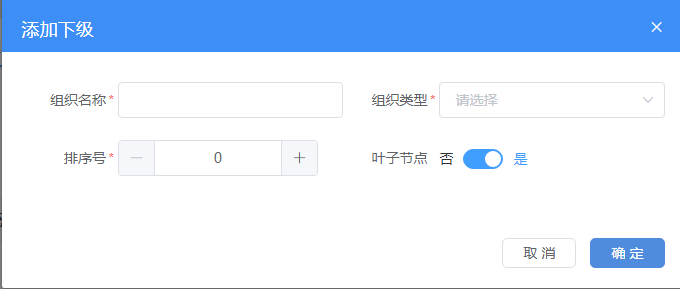 添加下级
组织名称* 组织类型* 请选择
排序号* 0 叶子节点 否 是
取 消 确 定